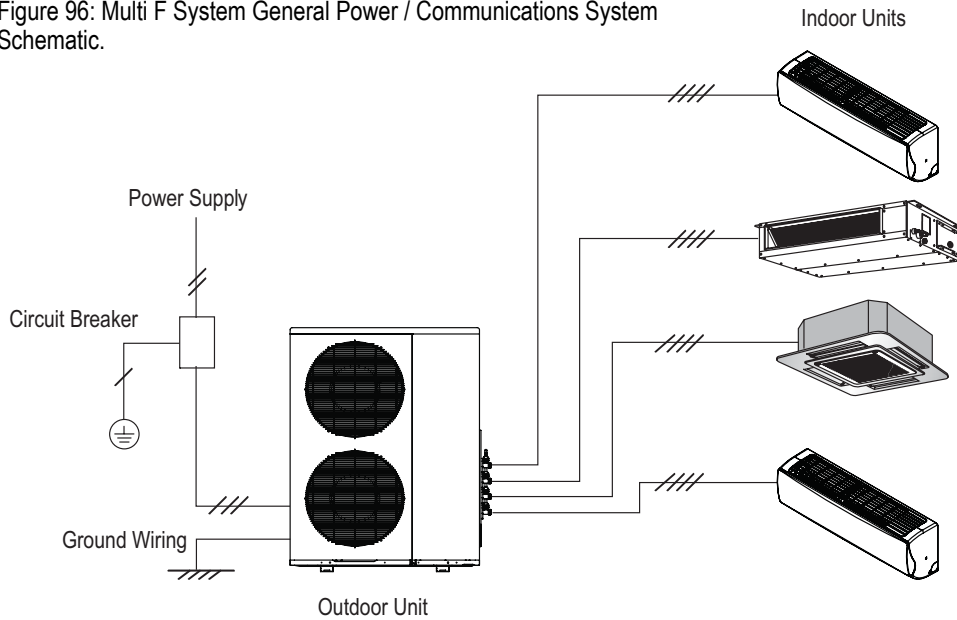 Figure 96: Multi F System General Power / Communications System
Schematic.
Indoor Units
Power Supply
Circuit Breaker
Ground Wiring
Outdoor Unit